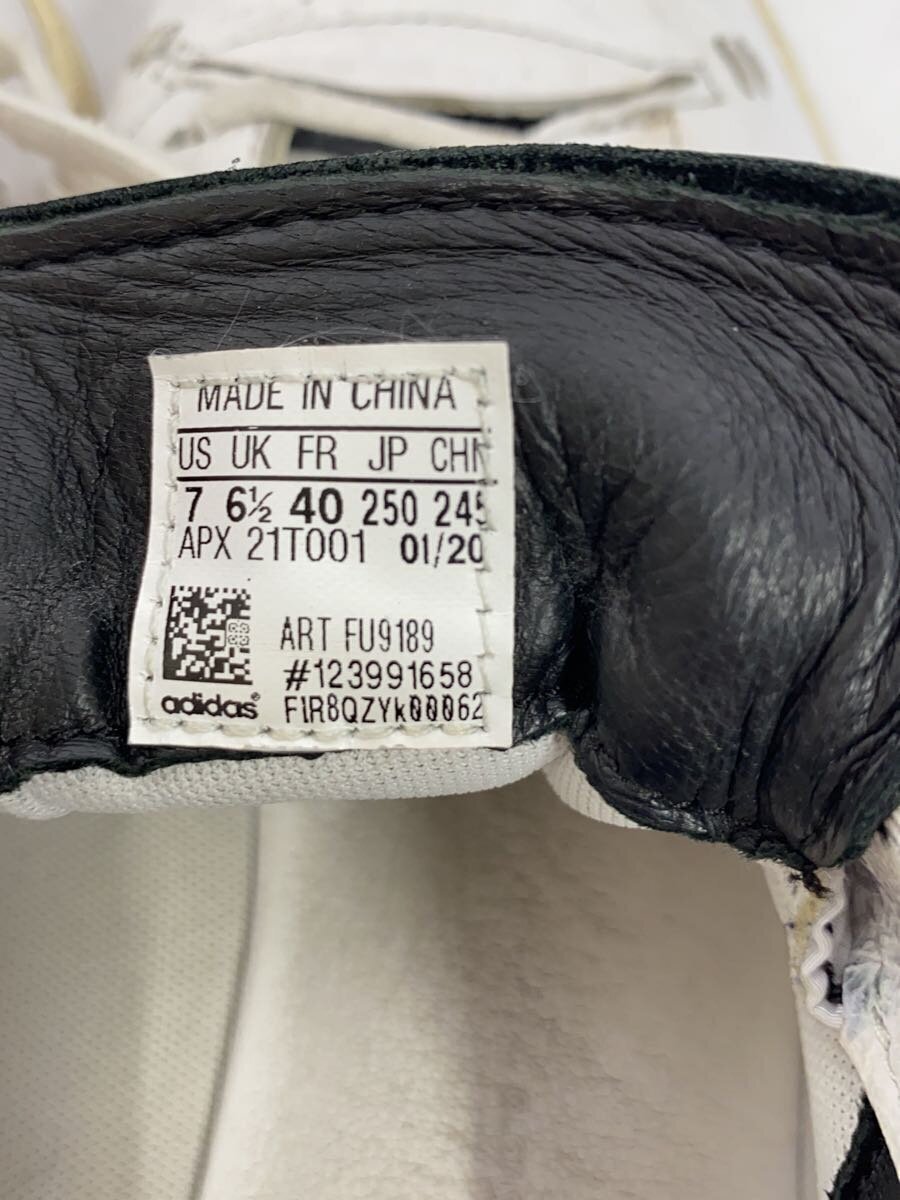 MADE IN CHINA
US UK FR JP CHN
7 6½ 40 250 245
APX 21T001 01/20
ART FU9189
#123991658
adidas® FIR8QZYk00062